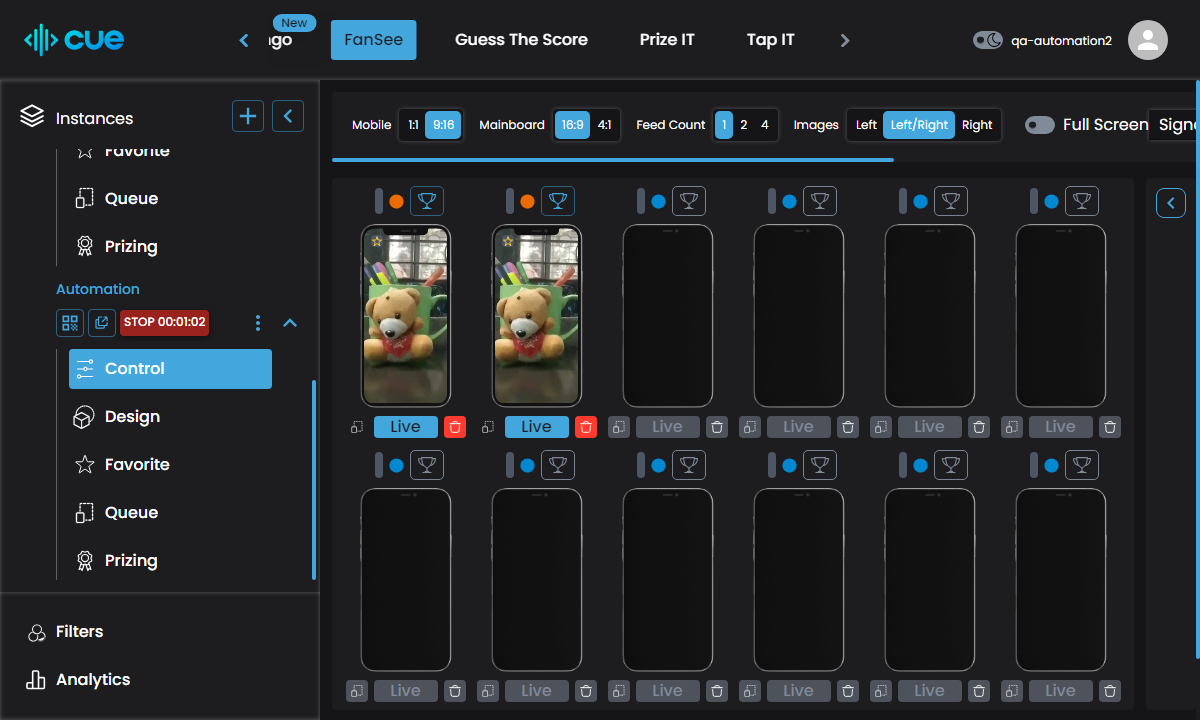 cue
New
FanSee
Guess The Score
Prize IT
Tap IT
qa-automation2
Instances
Favorite
Queue
Prizing
Automation
STOP 00:01:02
Control
Design
Favorite
Queue
Prizing
Filters
Analytics
Mobile 1:1 9:16 Mainboard 16:9 4:1 Feed Count 1 2 4 Images Left Left/Right Right Full Screen
Live Live Live Live Live Live
Live Live Live Live Live Live